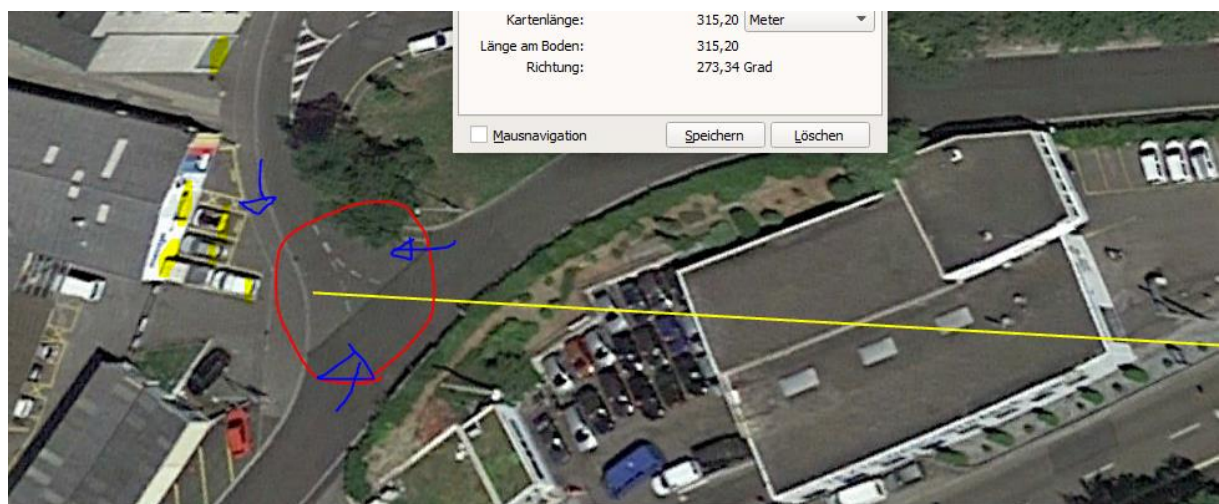 Kartenlänge: 315,20 Meter
Länge am Boden: 315,20
Richtung: 273,34 Grad
Mausnavigation Speichern Löschen